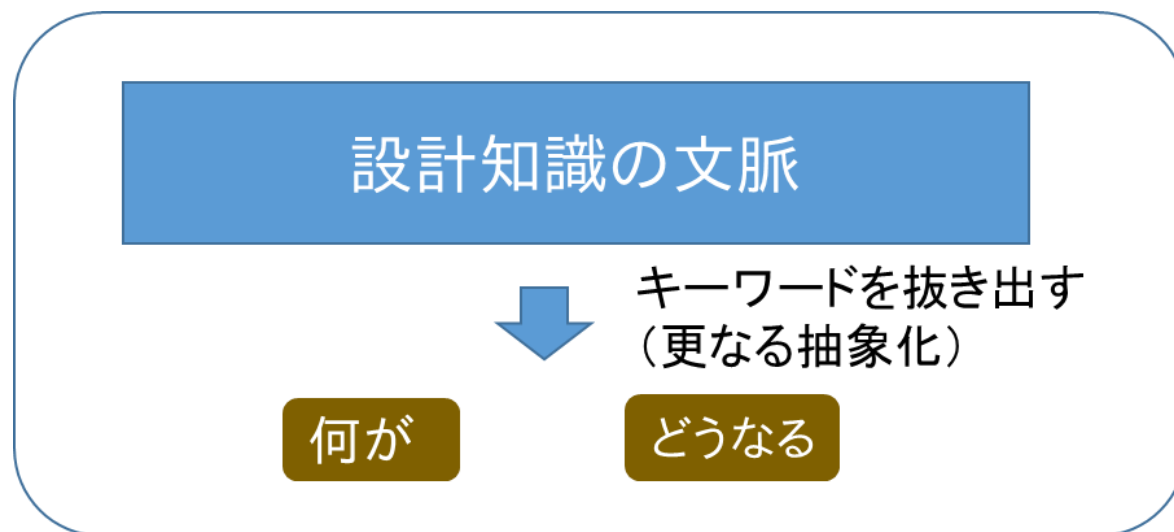 設計知識の文脈
キーワードを抜き出す
（更なる抽象化）
何が
どうなる